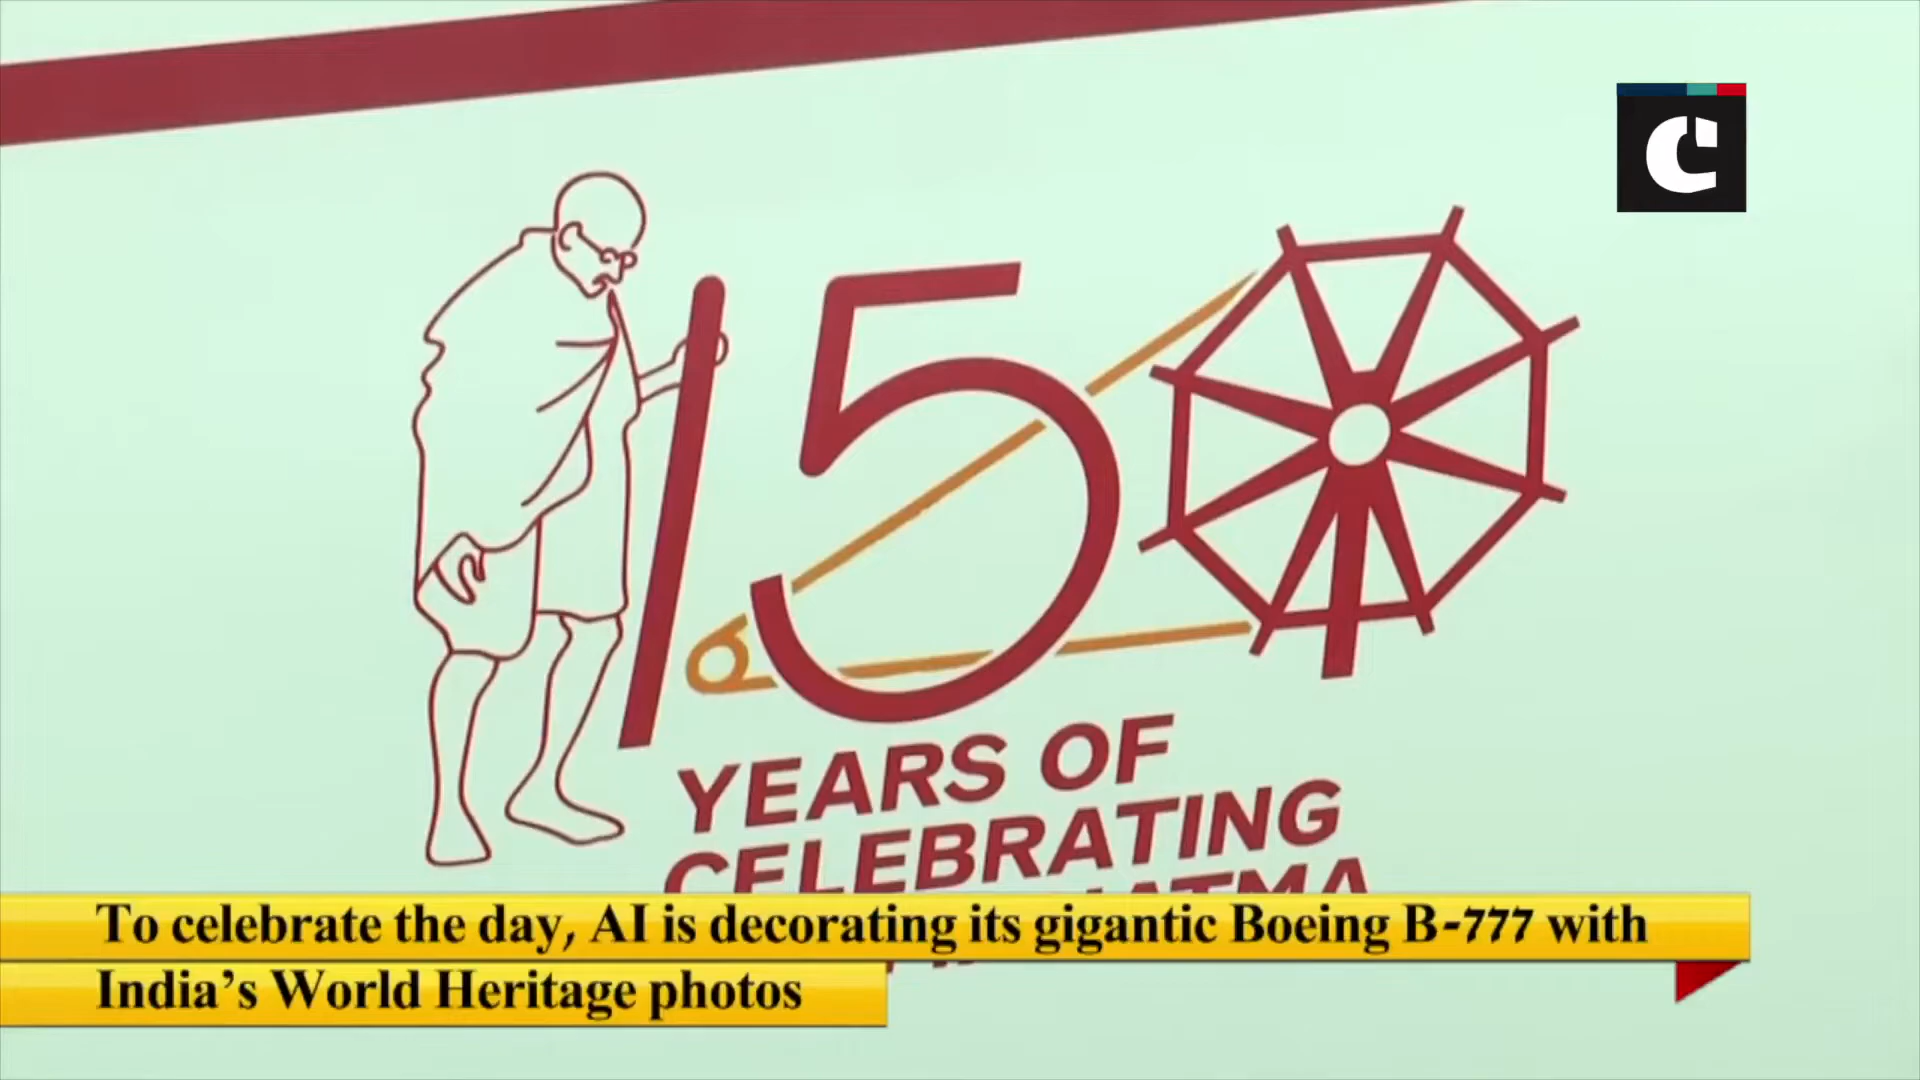 150
YEARS OF
CELEBRATING
To celebrate the day, AI is decorating its gigantic Boeing B-777 with
India's World Heritage photos